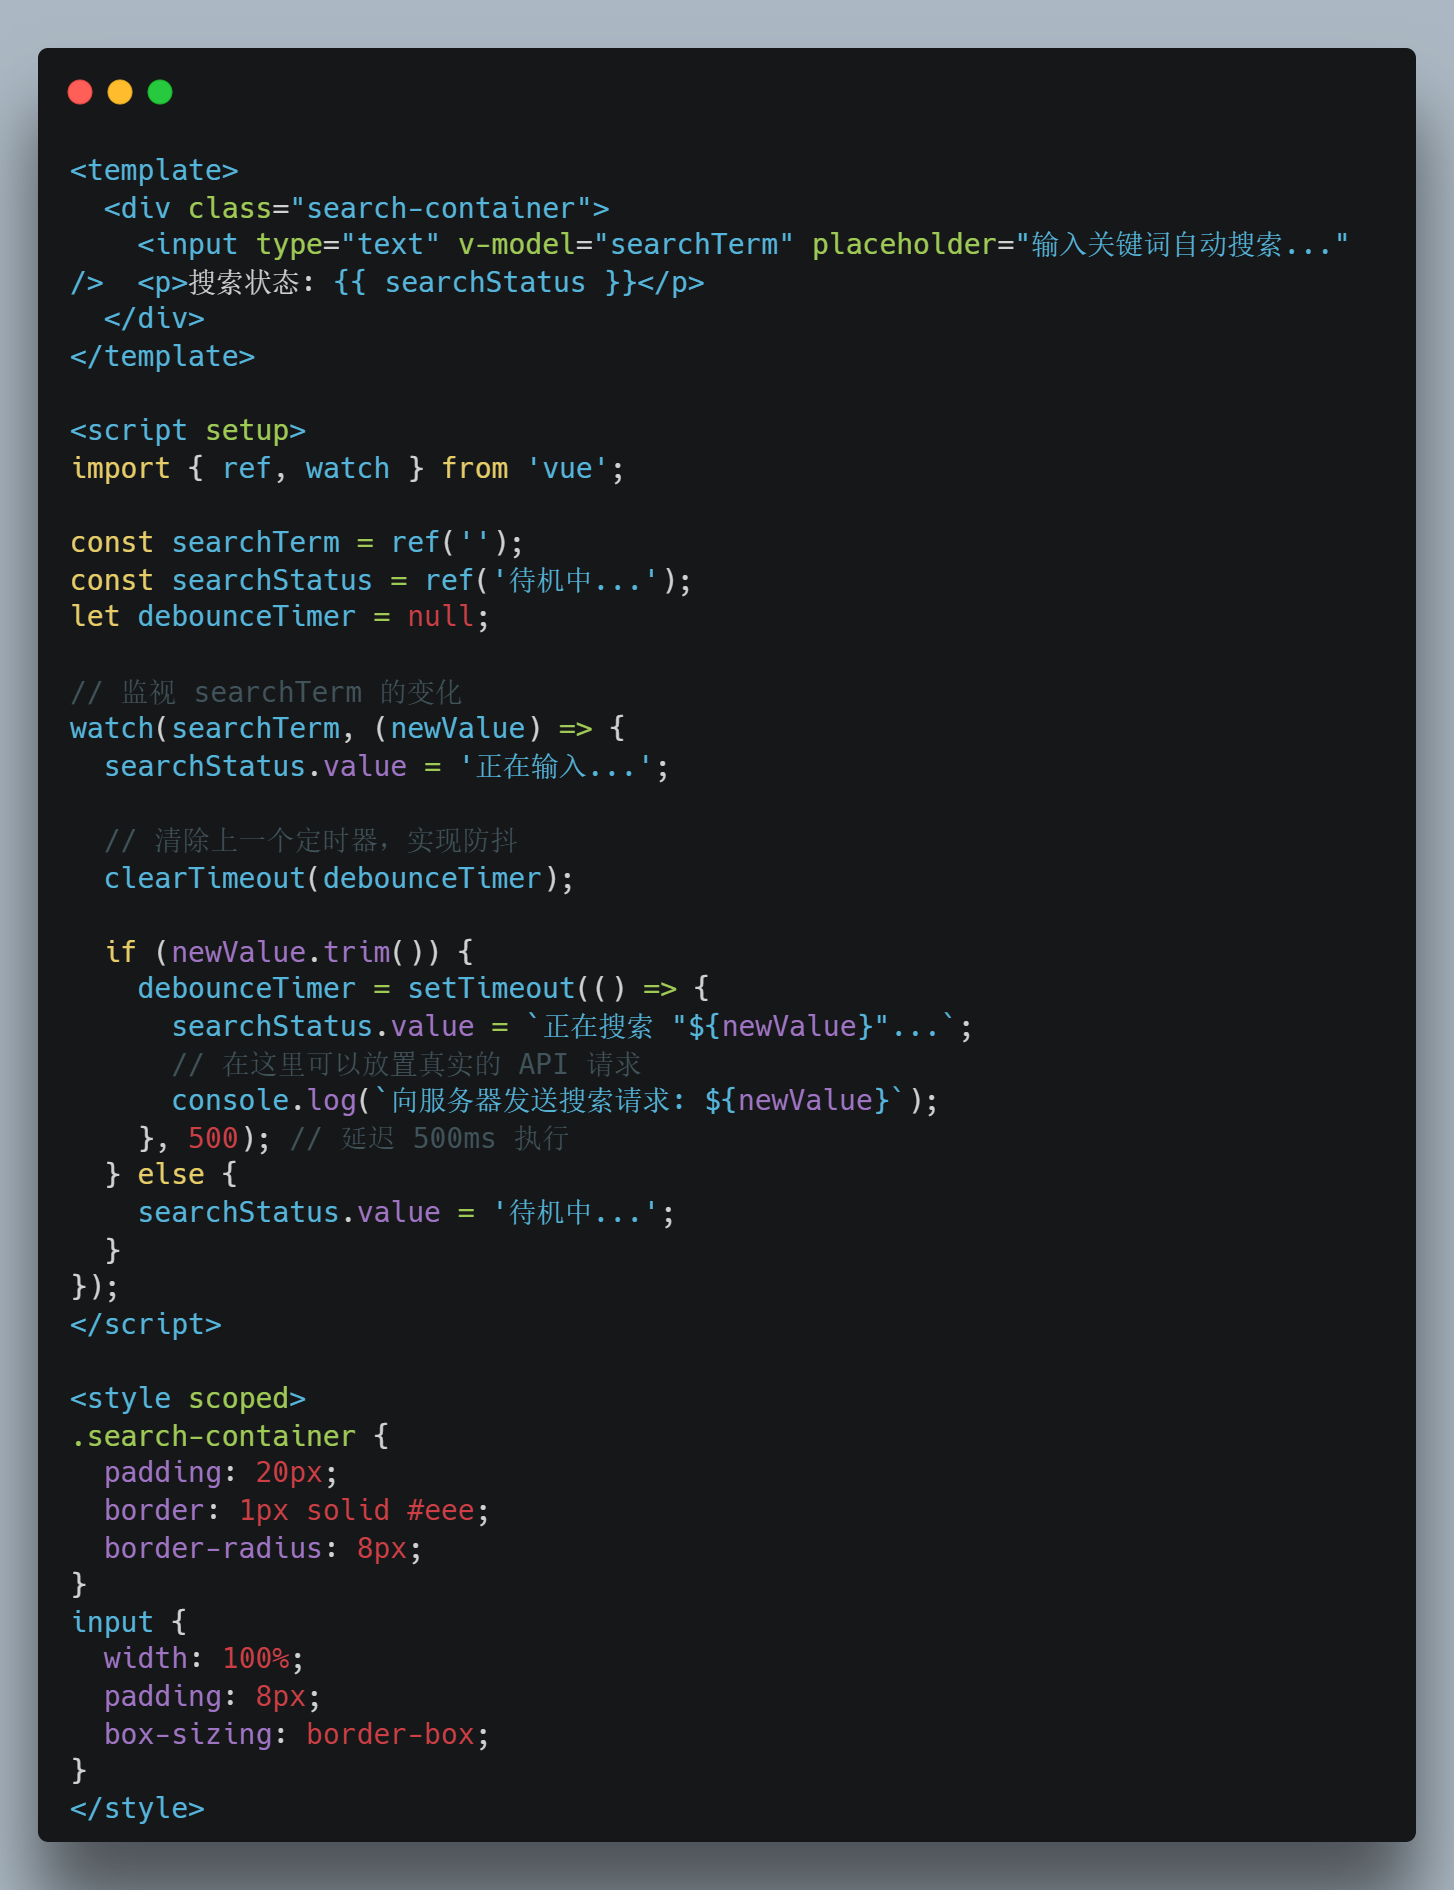 <template>
  <div class="search-container">
    <input type="text" v-model="searchTerm" placeholder="输入关键词自动搜索..."
/>  <p>搜索状态: {{ searchStatus }}</p>
  </div>
</template>

<script setup>
import { ref, watch } from 'vue';

const searchTerm = ref('');
const searchStatus = ref('待机中...');
let debounceTimer = null;

// 监视 searchTerm 的变化
watch(searchTerm, (newValue) => {
  searchStatus.value = '正在输入...';

  // 清除上一个定时器，实现防抖
  clearTimeout(debounceTimer);

  if (newValue.trim()) {
    debounceTimer = setTimeout(() => {
      searchStatus.value = `正在搜索 "${newValue}"...`;
      // 在这里可以放置真实的 API 请求
      console.log(`向服务器发送搜索请求: ${newValue}`);
    }, 500); // 延迟 500ms 执行
  } else {
    searchStatus.value = '待机中...';
  }
});
</script>

<style scoped>
.search-container {
  padding: 20px;
  border: 1px solid #eee;
  border-radius: 8px;
}
input {
  width: 100%;
  padding: 8px;
  box-sizing: border-box;
}
</style>